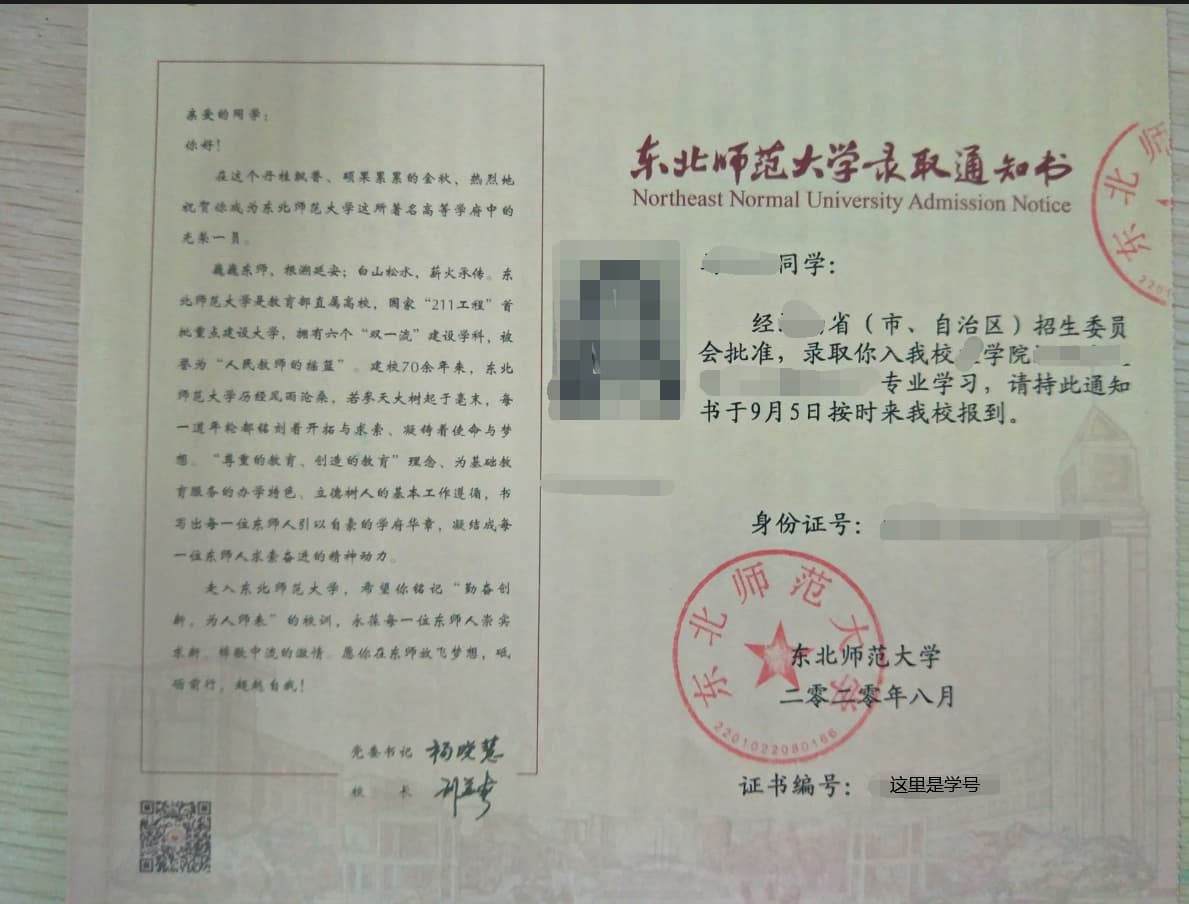 亲爱的同学：
你好！
在这个丹桂飘香、硕果累累的金秋，热烈地
祝贺你成为东北师范大学这所著名高等学府中的
光荣一员。
巍巍东师，根溯延安；白山松水，薪火承传。东
北师范大学是教育部直属高校，国家“211工程”首
批重点建设大学，拥有六个“双一流”建设学科，被
誉为“人民教师的摇篮”。建校70余年来，东北
师范大学历经风雨沧桑，若参天大树起于毫末，每
一道年轮都铭刻着开拓与求索、凝铸着使命与梦
想。“尊重的教育、创造的教育”理念、为基础教
育服务的办学特色、立德树人的基本工作遵循，书
写出每一位东师人引以自豪的学府华章，凝结成每
一位东师人求索奋进的精神动力。
走入东北师范大学，希望你铭记“勤奋创
新，为人师表”的校训，永葆每一位东师人崇实
求新、择歌中流的激情。愿你在东师放飞梦想，砥
砺前行，超越自我！
党委书记 杨晓慧
校 长 刘益春
东北师范大学录取通知书
Northeast Normal University Admission Notice
东北师
2201
同学：
经 省（市、自治区）招生委员
会批准，录取你入我校 学院
专业学习，请持此通知
书于9月5日按时来我校报到。
身份证号：
东北师范大学
东北师范大学
二零二零年八月
2201022080186
证书编号： 这里是学号